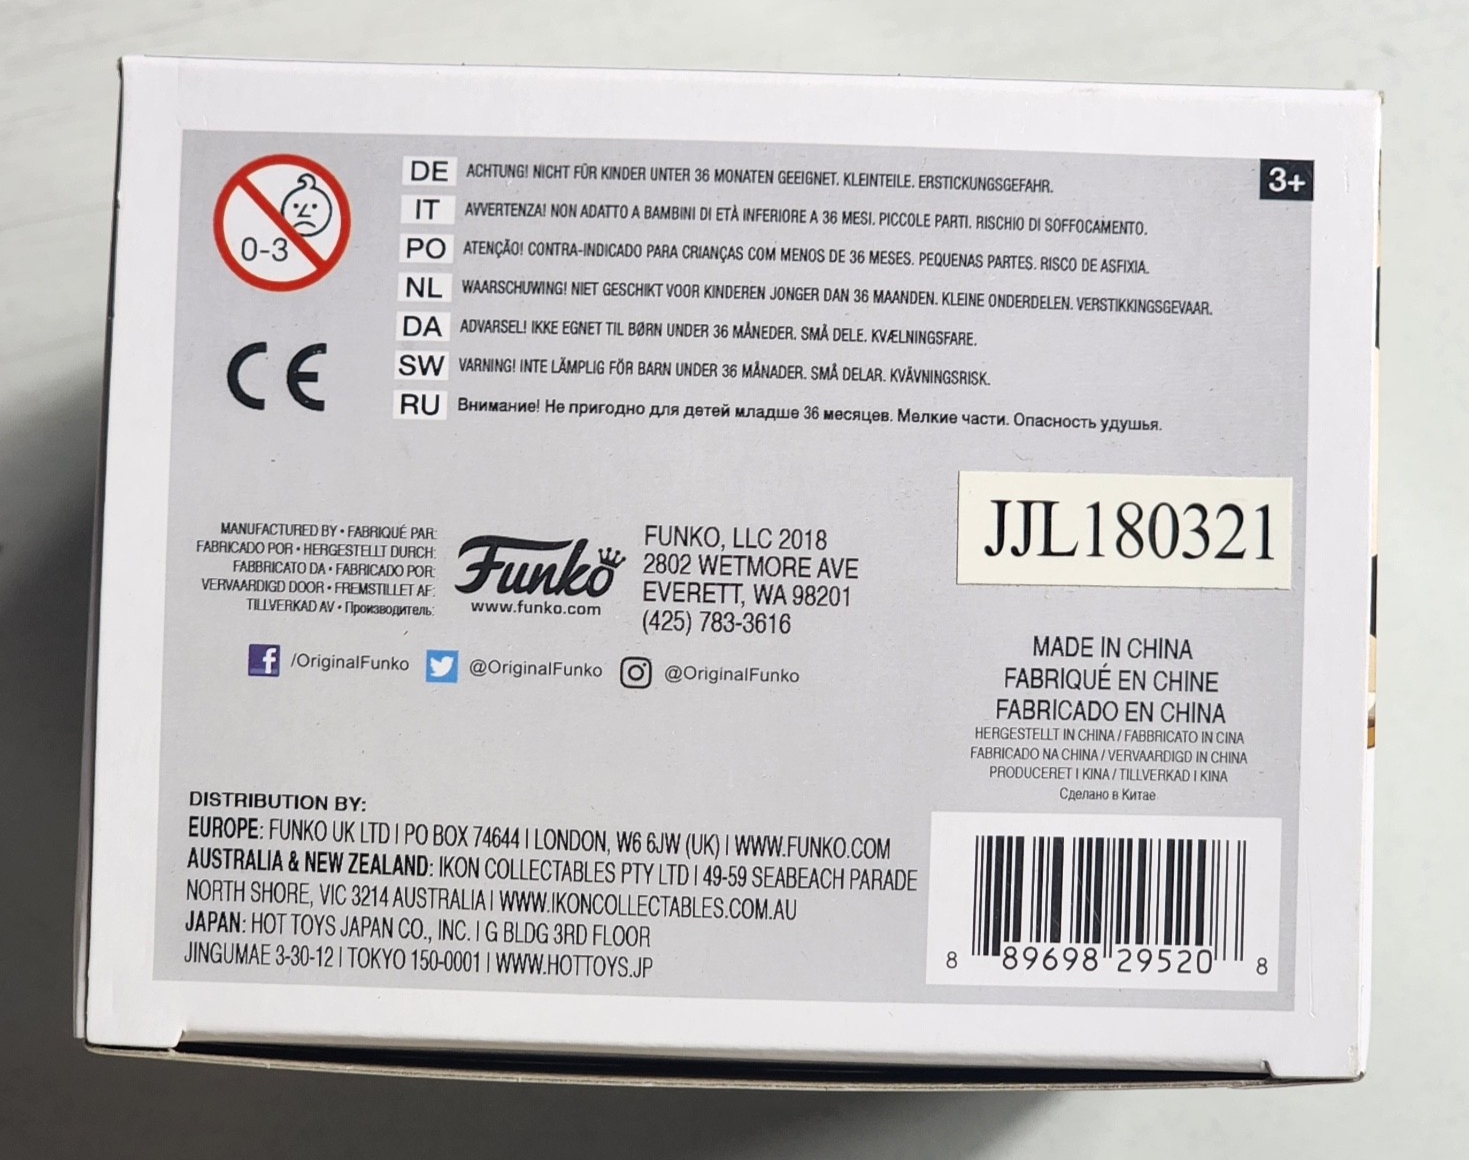 0-3
DE ACHTUNG! NICHT FÜR KINDER UNTER 36 MONATEN GEEIGNET. KLEINTEILE. ERSTICKUNGSGEFAHR.
3+
IT AVVERTENZA! NON ADATTO A BAMBINI DI ETÀ INFERIORE A 36 MESI. PICCOLE PARTI. RISCHIO DI SOFFOCAMENTO.
PO ATENÇÃO! CONTRA-INDICADO PARA CRIANÇAS COM MENOS DE 36 MESES. PEQUENAS PARTES. RISCO DE ASFIXIA.
NL WAARSCHUWING! NIET GESCHIKT VOOR KINDEREN JONGER DAN 36 MAANDEN. KLEINE ONDERDELEN. VERSTIKKINGSGEVAAR.
DA ADVARSEL! IKKE EGNET TIL BØRN UNDER 36 MÅNEDER. SMÅ DELE. KVÆLNINGSFARE.
SW VARNING! INTE LÄMPLIG FÖR BARN UNDER 36 MÅNADER. SMÅ DELAR. KVÄVNINGSRISK.
RU Внимание! Не пригодно для детей младше 36 месяцев. Мелкие части. Опасность удушья.
CE
MANUFACTURED BY • FABRIQUÉ PAR:
FABRICADO POR • HERGESTELLT DURCH:
FABBRICATO DA • FABRICADO POR:
VERVAARDIGD DOOR • FREMSTILLET AF:
TILLVERKAD AV • Производитель:
Funko
www.funko.com
FUNKO, LLC 2018
2802 WETMORE AVE
EVERETT, WA 98201
(425) 783-3616
JJL180321
/OriginalFunko @OriginalFunko @OriginalFunko
MADE IN CHINA
FABRIQUÉ EN CHINE
FABRICADO EN CHINA
HERGESTELLT IN CHINA / FABBRICATO IN CINA
FABRICADO NA CHINA / VERVAARDIGD IN CHINA
PRODUCERET I KINA / TILLVERKAD I KINA
Сделано в Китае
DISTRIBUTION BY:
EUROPE: FUNKO UK LTD | PO BOX 74644 | LONDON, W6 6JW (UK) | WWW.FUNKO.COM
AUSTRALIA & NEW ZEALAND: IKON COLLECTABLES PTY LTD | 49-59 SEABEACH PARADE
NORTH SHORE, VIC 3214 AUSTRALIA | WWW.IKONCOLLECTABLES.COM.AU
JAPAN: HOT TOYS JAPAN CO., INC. | G BLDG 3RD FLOOR
JINGUMAE 3-30-12 | TOKYO 150-0001 | WWW.HOTTOYS.JP
8 89698 29520 8